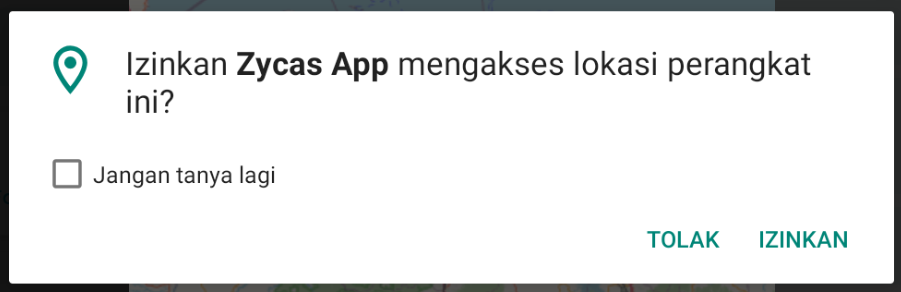 Izinkan Zycas App mengakses lokasi perangkat
ini?
Jangan tanya lagi
TOLAK IZINKAN